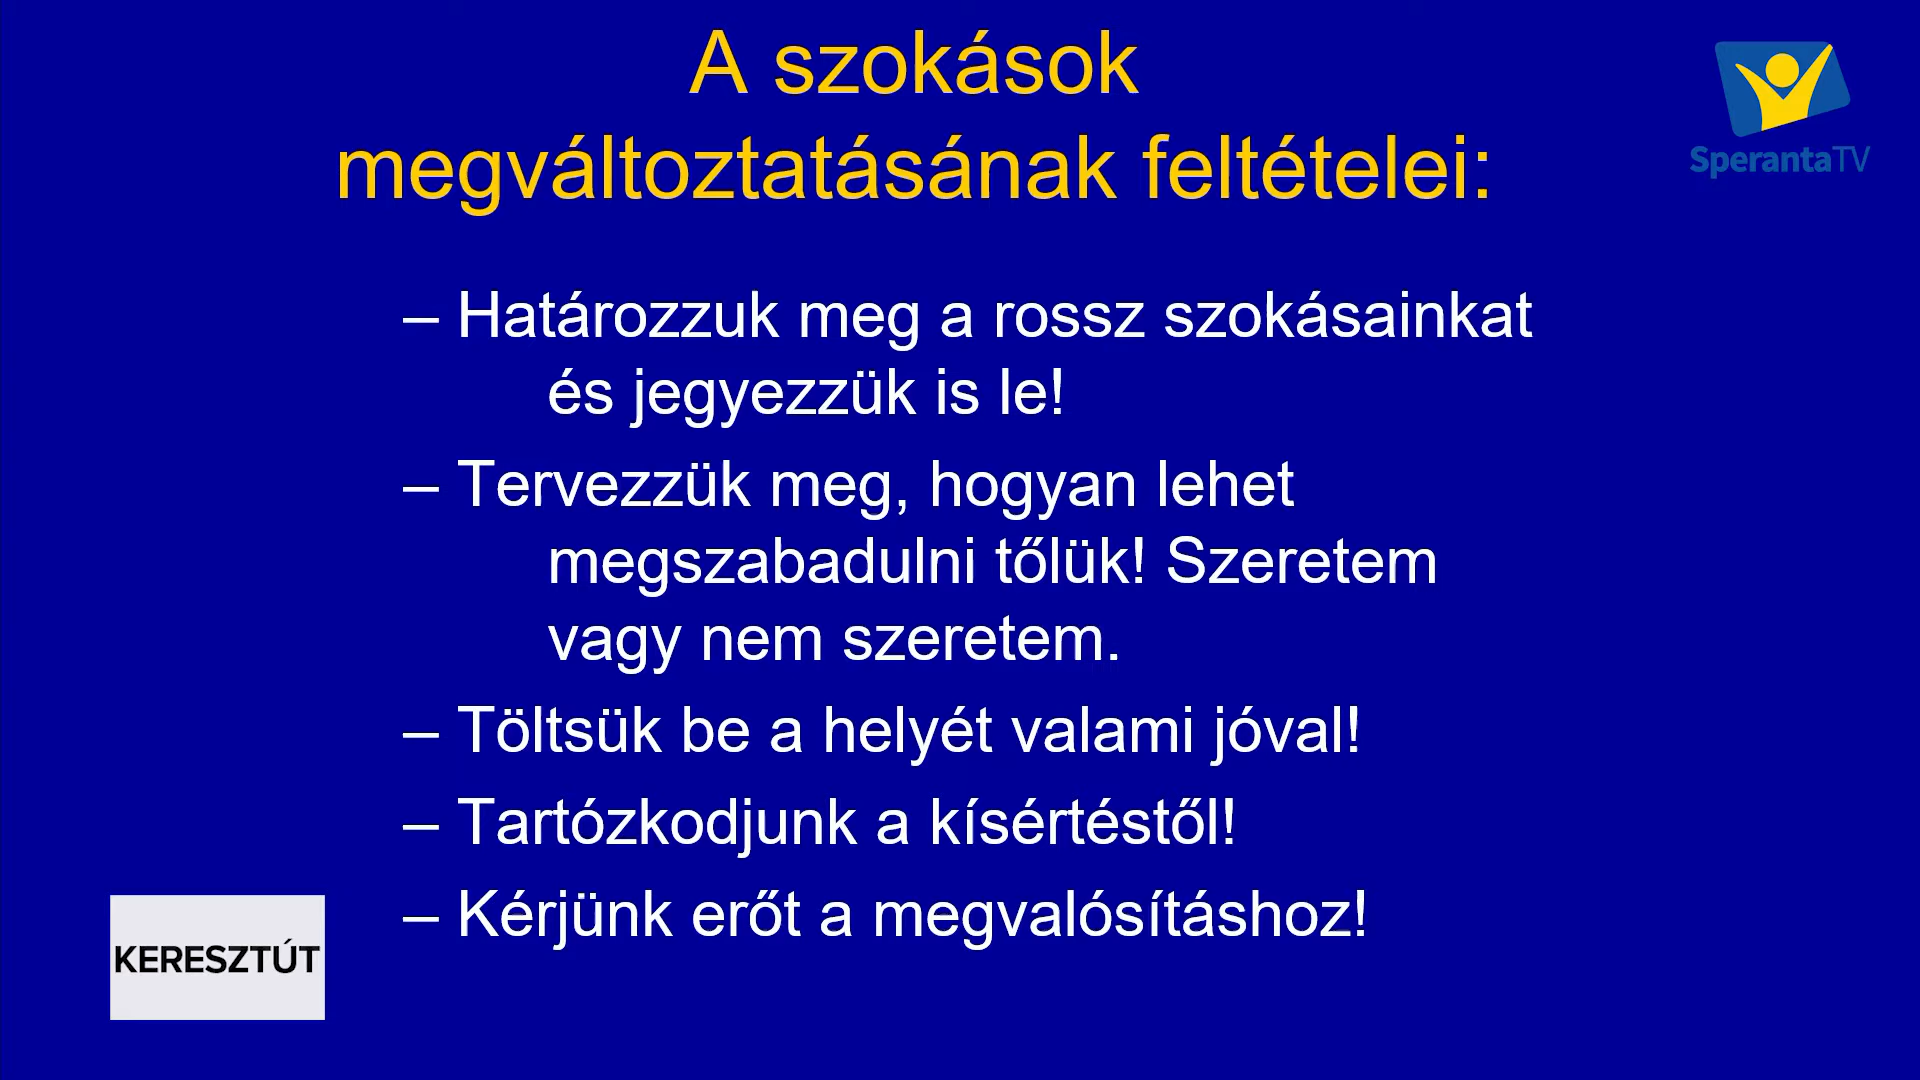 A szokások
megváltoztatásának feltételei:
SperantaTV
– Határozzuk meg a rossz szokásainkat
és jegyezzük is le!
– Tervezzük meg, hogyan lehet
megszabadulni tőlük! Szeretem
vagy nem szeretem.
– Töltsük be a helyét valami jóval!
– Tartózkodjunk a kísértéstől!
– Kérjünk erőt a megvalósításhoz!
KERESZTÚT